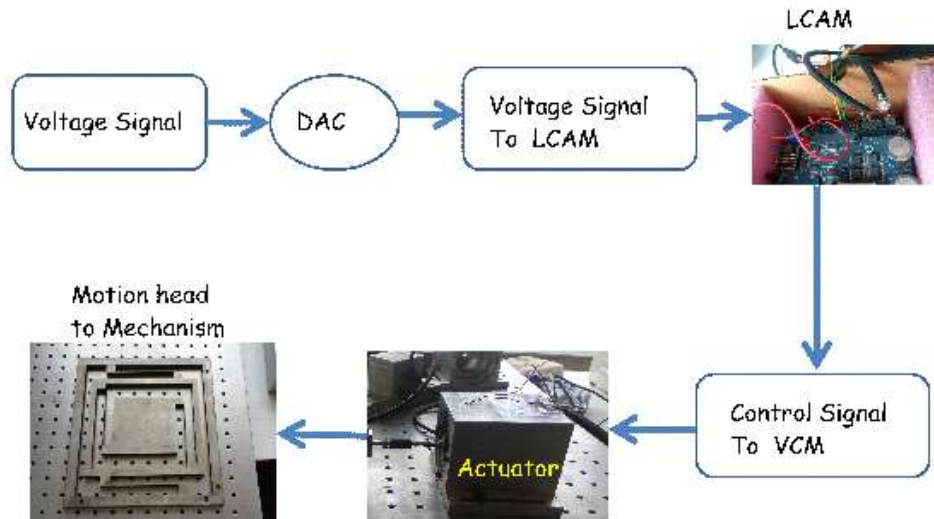 LCAM
Voltage Signal
DAC
Voltage Signal
To LCAM
Motion head
to Mechanism
Actuator
Control Signal
To VCM